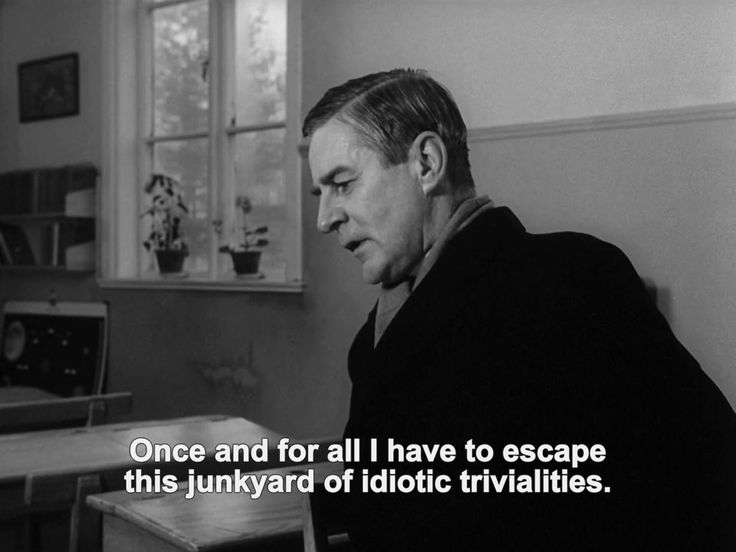 Once and for all I have to escape
this junkyard of idiotic trivialities.